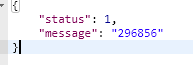 {
"status": 1,
"message": "296856"
}